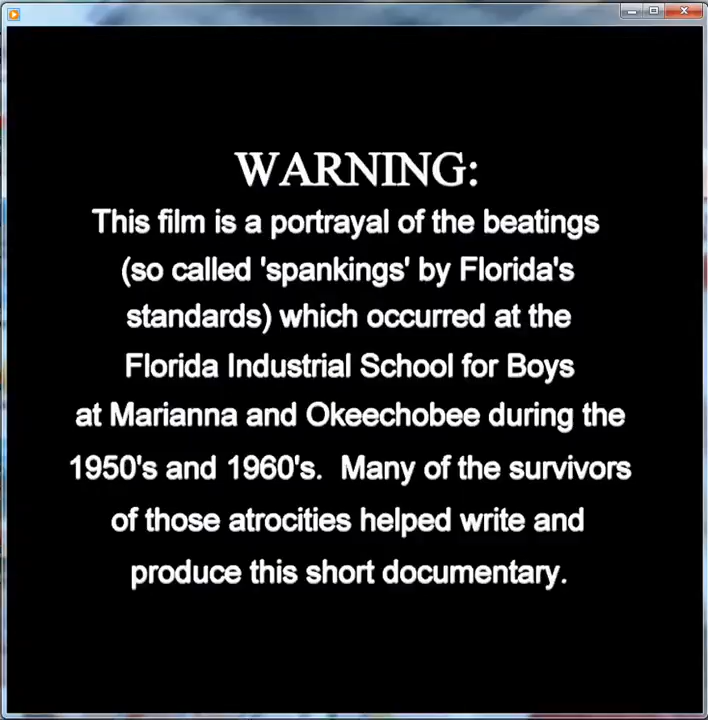 WARNING:
This film is a portrayal of the beatings
(so called 'spankings' by Florida's
standards) which occurred at the
Florida Industrial School for Boys
at Marianna and Okeechobee during the
1950's and 1960's.  Many of the survivors
of those atrocities helped write and
produce this short documentary.